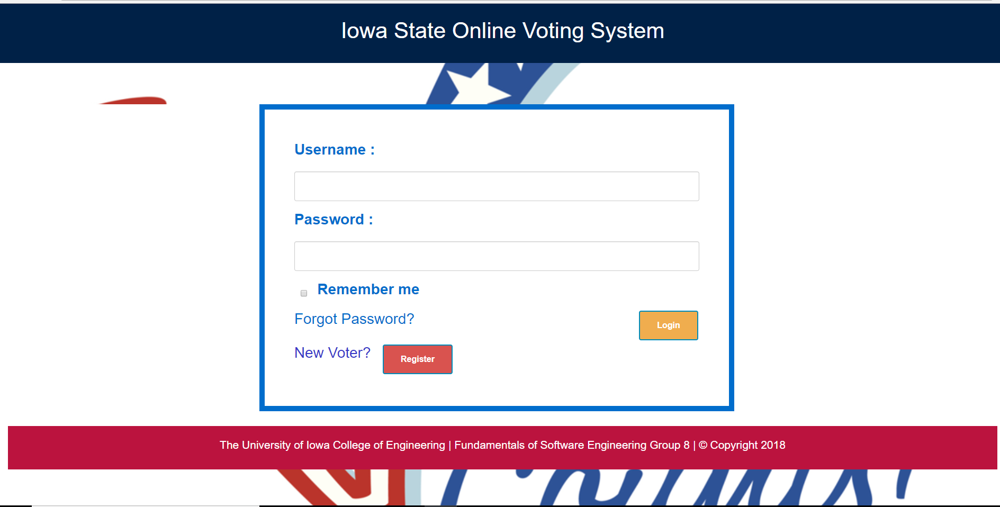 Iowa State Online Voting System
Username :
Password :
Remember me
Forgot Password?
Login
New Voter?
Register
The University of Iowa College of Engineering | Fundamentals of Software Engineering Group 8 | © Copyright 2018